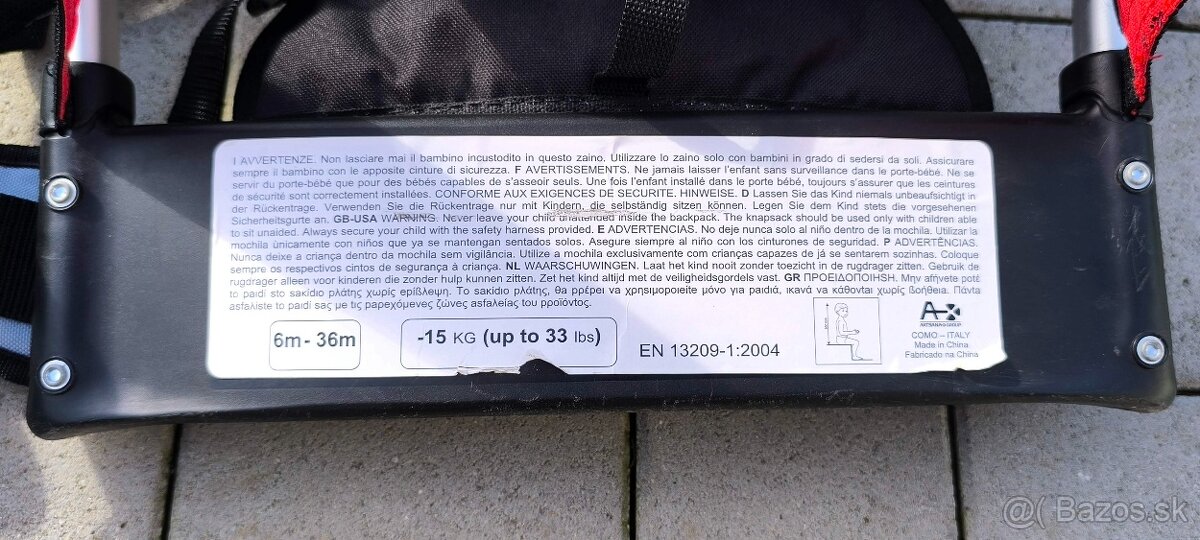 I AVVERTENZE. Non lasciare mai il bambino incustodito in questo zaino. Utilizzare lo zaino solo con bambini in grado di sedersi da soli. Assicurare
sempre il bambino con le apposite cinture di sicurezza. F AVERTISSEMENTS. Ne jamais laisser l'enfant sans surveillance dans le porte-bébé. Ne se
servir du porte-bébé que pour des bébés capables de s'asseoir seuls. Une fois l'enfant installé dans le porte bébé, toujours s'assurer que les ceintures
de sécurité sont correctement installées. CONFORME AUX EXIGENCES DE SECURITE. HINWEISE. D Lassen Sie das Kind niemals unbeaufsichtigt in
der Rückentrage. Verwenden Sie die Rückentrage nur mit Kindern, die selbständig sitzen können. Legen Sie dem Kind stets die vorgesehenen
Sicherheitsgurte an. GB-USA WARNING. Never leave your child unattended inside the backpack. The knapsack should be used only with children able
to sit unaided. Always secure your child with the safety harness provided. E ADVERTENCIAS. No deje nunca solo al niño dentro de la mochila. Utilizar la
mochila únicamente con niños que ya se mantengan sentados solos. Asegure siempre al niño con los cinturones de seguridad. P ADVERTÊNCIAS.
Nunca deixe a criança dentro da mochila sem vigilância. Utilize a mochila exclusivamente com crianças capazes de já se sentarem sozinhas. Coloque
sempre os respectivos cintos de segurança à criança. NL WAARSCHUWINGEN. Laat het kind nooit zonder toezicht in de rugdrager zitten. Gebruik de
rugdrager alleen voor kinderen die zonder hulp kunnen zitten. Zet het kind altijd met de veiligheidsgordels vast. GR ΠΡΟΕΙΔΟΠΟΙΗSH. Μην αφήνετε ποτέ
το paιδί στο sακίδιο πλάτης χωρίς επίβλεψη. Το sακίδιο πλάτης, θα πρέπει να χρησιμοποιείτε μόνο για παιδιά, ικανά να κάθονται χωρίς βοήθεια. Πάντα
asφαλίsτε το παιδί σας με τις παρεχόμενες ζώνες asφαλείας του προϊόντος.
6m - 36m
-15 KG (up to 33 lbs)
EN 13209-1:2004
ARTSANA GROUP
COMO – ITALY
Made in China
Fabricado na China
@ Bazos.sk